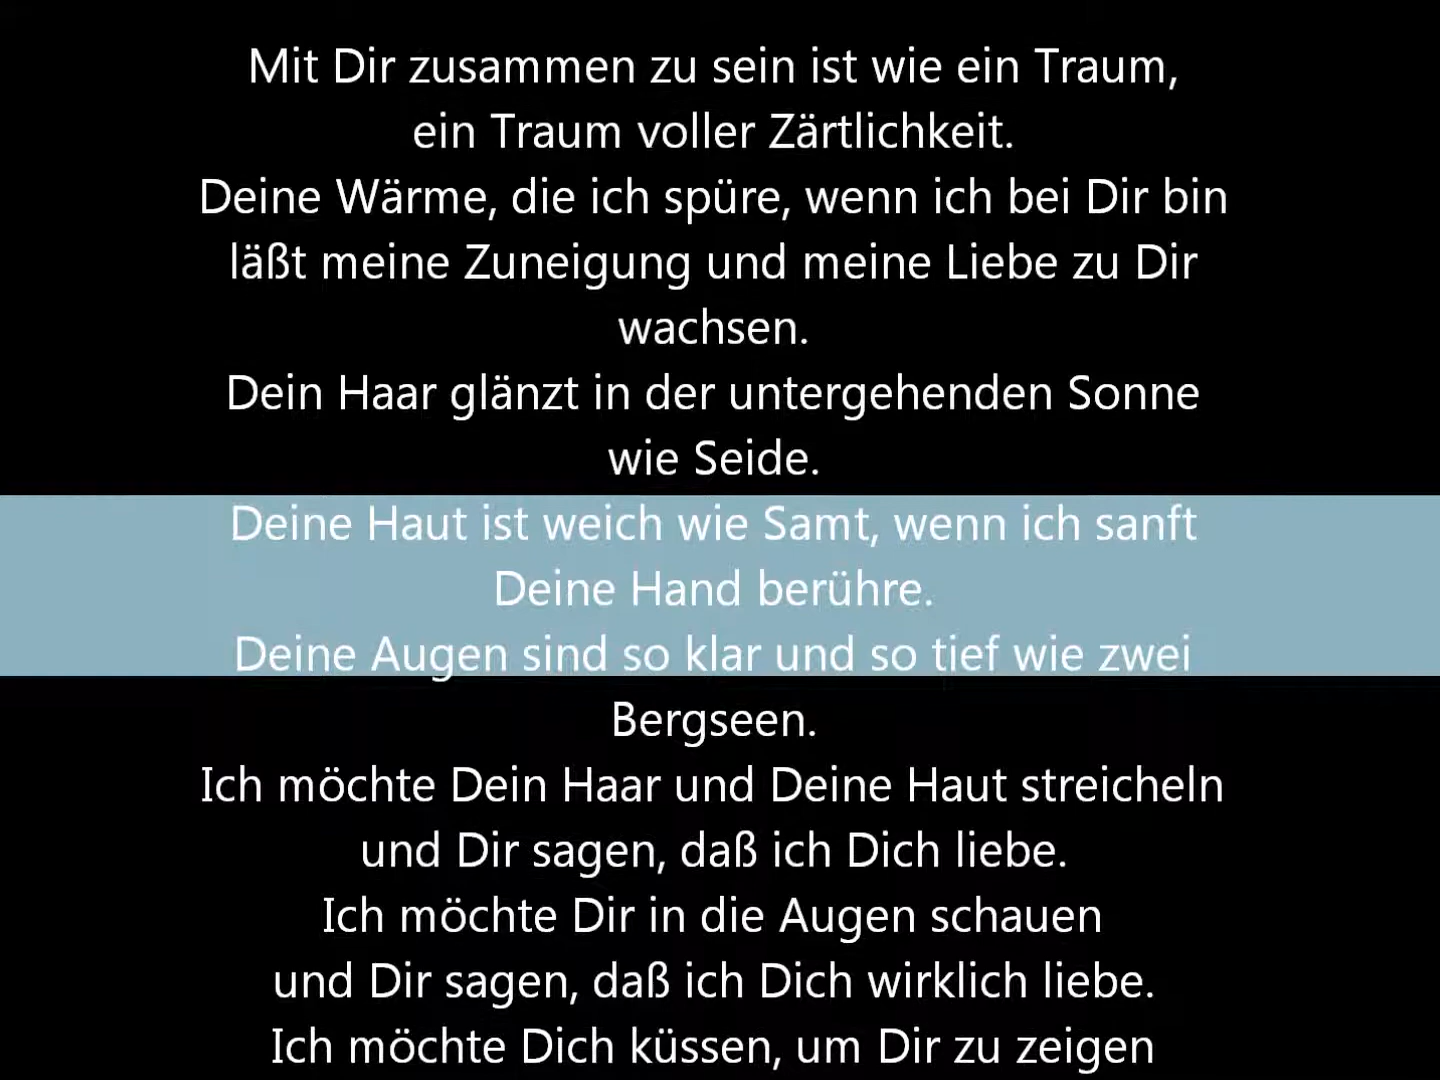 Mit Dir zusammen zu sein ist wie ein Traum,
ein Traum voller Zärtlichkeit.
Deine Wärme, die ich spüre, wenn ich bei Dir bin
läßt meine Zuneigung und meine Liebe zu Dir
wachsen.
Dein Haar glänzt in der untergehenden Sonne
wie Seide.
Deine Haut ist weich wie Samt, wenn ich sanft
Deine Hand berühre.
Deine Augen sind so klar und so tief wie zwei
Bergseen.
Ich möchte Dein Haar und Deine Haut streicheln
und Dir sagen, daß ich Dich liebe.
Ich möchte Dir in die Augen schauen
und Dir sagen, daß ich Dich wirklich liebe.
Ich möchte Dich küssen, um Dir zu zeigen